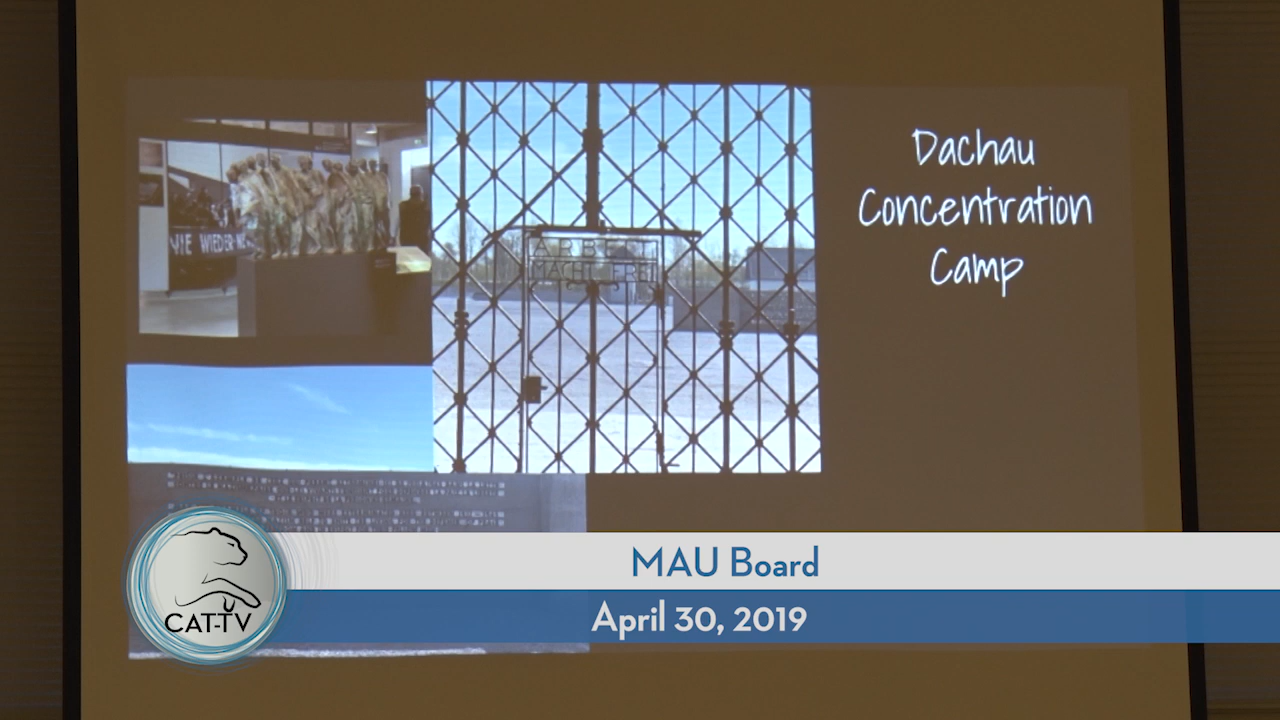 Dachau
Concentration
Camp
NIE WIEDER
ARBEIT
MACHT FREI
MAU Board
April 30, 2019
CAT-TV